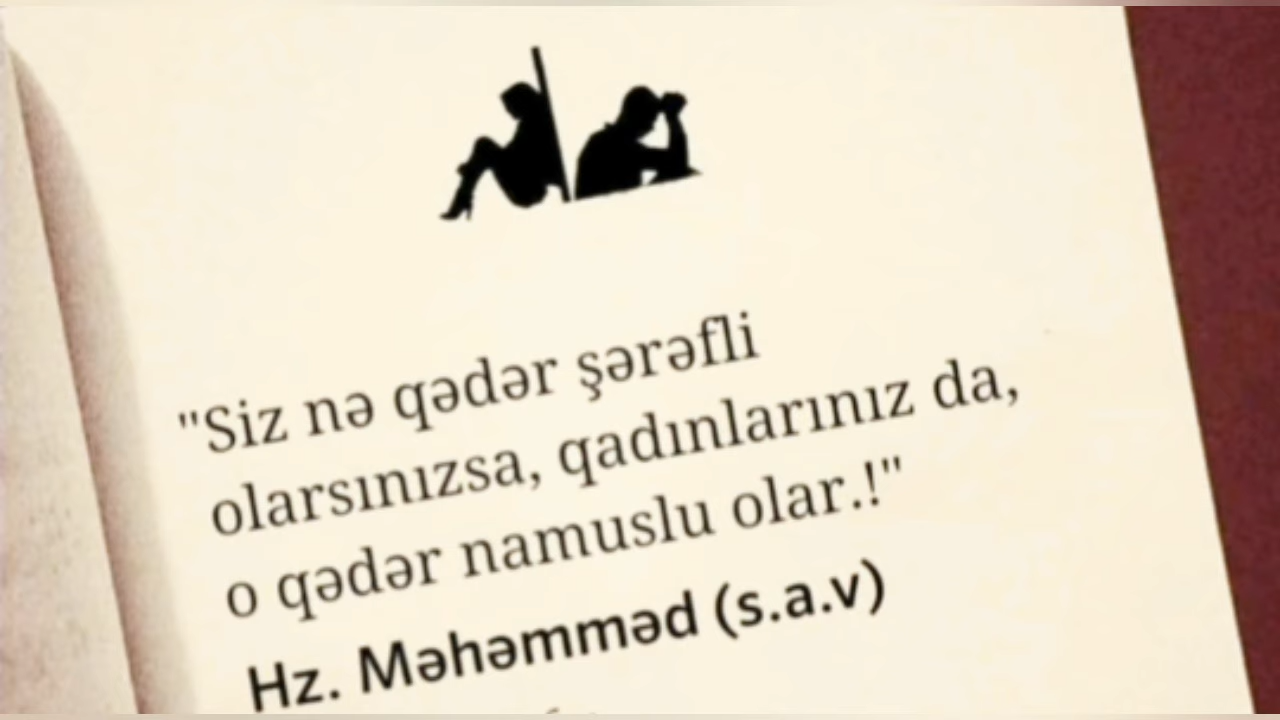 "Siz nə qədər şərəfli
olarsınızsa, qadınlarınız da,
o qədər namuslu olar.!"
Hz. Məhəmməd (s.a.v)